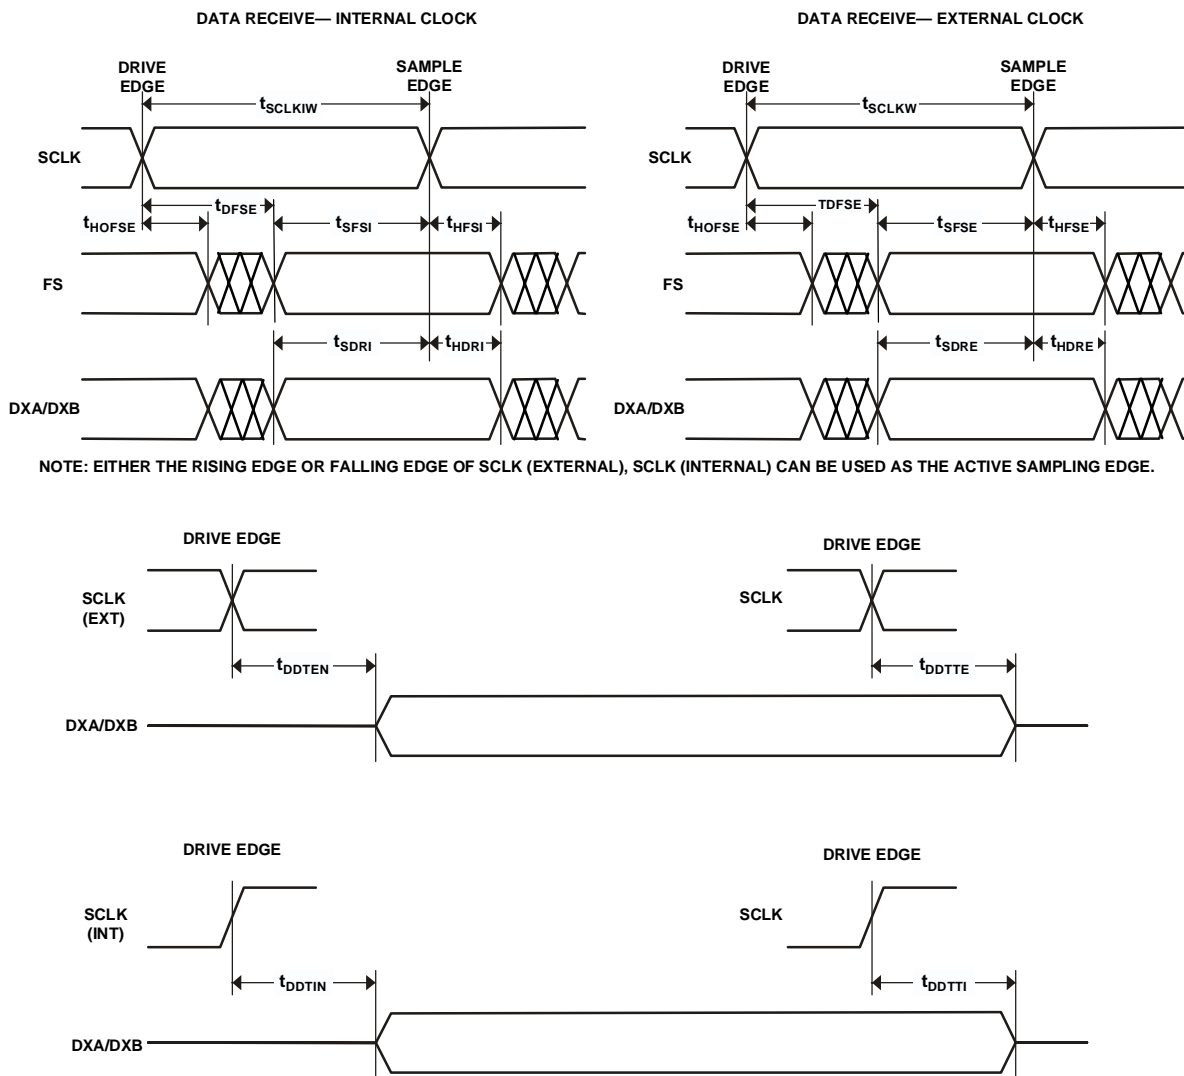 DATA RECEIVE— INTERNAL CLOCK
DRIVE
EDGE
SAMPLE
EDGE
tSCLKIW
SCLK
tDFSE
tHOFSE
tSFSI
tHFSI
FS
tSDRI
tHDRI
DXA/DXB
DATA RECEIVE— EXTERNAL CLOCK
DRIVE
EDGE
SAMPLE
EDGE
tSCLKW
SCLK
TDFSE
tHOFSE
tSFSE
tHFSE
FS
tSDRE
tHDRE
DXA/DXB
NOTE: EITHER THE RISING EDGE OR FALLING EDGE OF SCLK (EXTERNAL), SCLK (INTERNAL) CAN BE USED AS THE ACTIVE SAMPLING EDGE.
DRIVE EDGE
DRIVE EDGE
SCLK
(EXT)
SCLK
tDDTEN
tDDTTE
DXA/DXB
DRIVE EDGE
DRIVE EDGE
SCLK
(INT)
SCLK
tDDTIN
tDDTTI
DXA/DXB